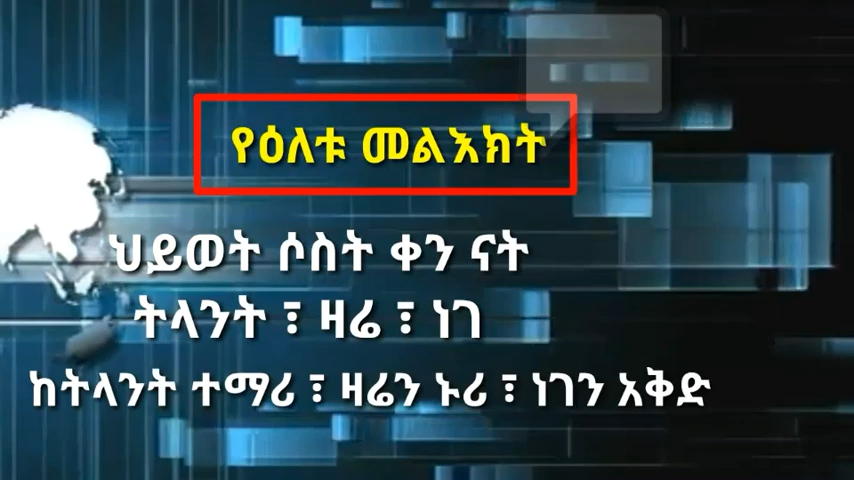 የዕለቱ መልእክት
ህይወት ሶስት ቀን ናት
ትላንት ፣ ዛሬ ፣ ነገ
ከትላንት ተማሪ ፣ ዛሬን ኑሪ ፣ ነገን አቅድ